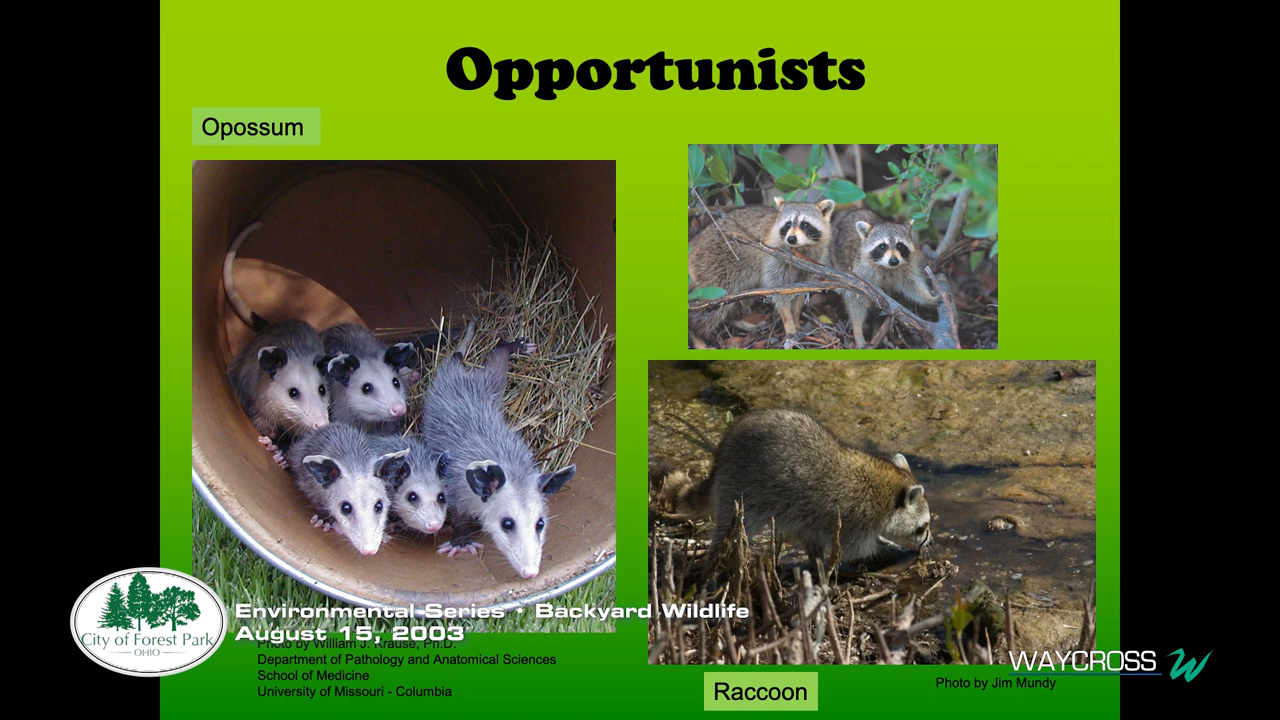 Opportunists
Opossum
Environmental Series • Backyard Wildlife
August 15, 2003
City of Forest Park
OHIO
Photo by William J. Krause, Ph.D.
Department of Pathology and Anatomical Sciences
School of Medicine
University of Missouri - Columbia
Raccoon
WAYCROSS W
Photo by Jim Mundy